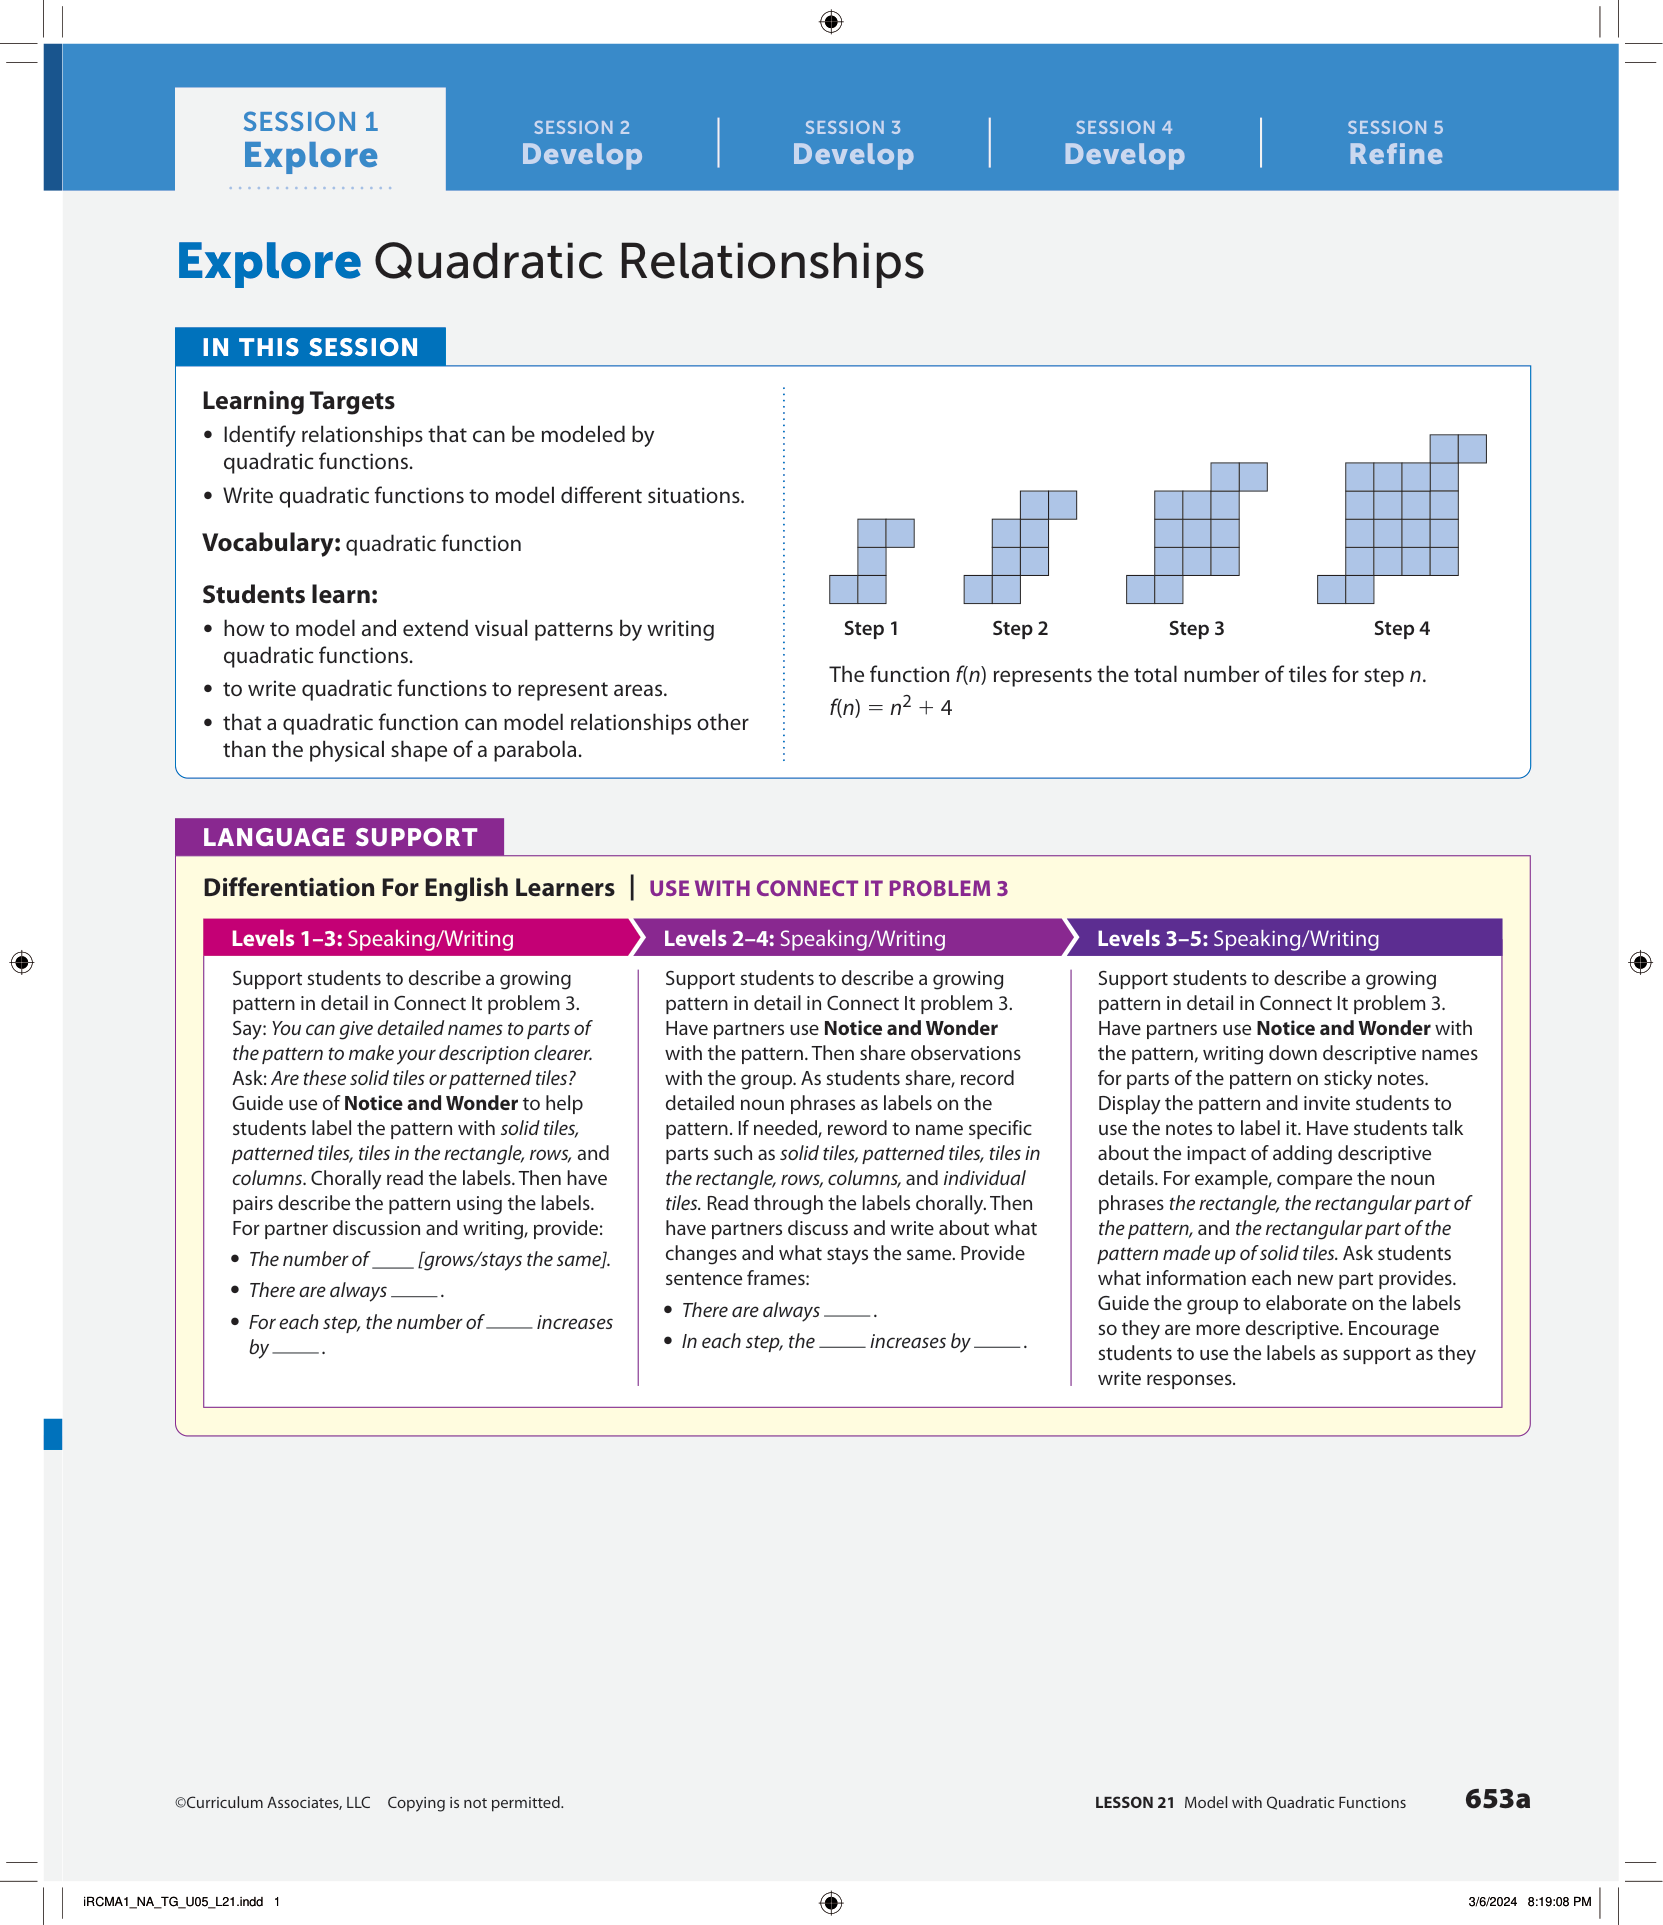 SESSION 1
Explore
SESSION 2
Develop
SESSION 3
Develop
SESSION 4
Develop
SESSION 5
Refine
Explore Quadratic Relationships
IN THIS SESSION
Learning Targets
• Identify relationships that can be modeled by
quadratic functions.
• Write quadratic functions to model different situations.
Vocabulary: quadratic function
Students learn:
• how to model and extend visual patterns by writing
quadratic functions.
• to write quadratic functions to represent areas.
• that a quadratic function can model relationships other
than the physical shape of a parabola.
Step 1
Step 2
Step 3
Step 4
The function f(n) represents the total number of tiles for step n.
f(n) = n² + 4
LANGUAGE SUPPORT
Differentiation For English Learners | USE WITH CONNECT IT PROBLEM 3
Levels 1–3: Speaking/Writing
Support students to describe a growing
pattern in detail in Connect It problem 3.
Say: You can give detailed names to parts of
the pattern to make your description clearer.
Ask: Are these solid tiles or patterned tiles?
Guide use of Notice and Wonder to help
students label the pattern with solid tiles,
patterned tiles, tiles in the rectangle, rows, and
columns. Chorally read the labels. Then have
pairs describe the pattern using the labels.
For partner discussion and writing, provide:
• The number of ____ [grows/stays the same].
• There are always ____ .
• For each step, the number of ____ increases
by ____ .
Levels 2–4: Speaking/Writing
Support students to describe a growing
pattern in detail in Connect It problem 3.
Have partners use Notice and Wonder
with the pattern. Then share observations
with the group. As students share, record
detailed noun phrases as labels on the
pattern. If needed, reword to name specific
parts such as solid tiles, patterned tiles, tiles in
the rectangle, rows, columns, and individual
tiles. Read through the labels chorally. Then
have partners discuss and write about what
changes and what stays the same. Provide
sentence frames:
• There are always ____ .
• In each step, the ____ increases by ____ .
Levels 3–5: Speaking/Writing
Support students to describe a growing
pattern in detail in Connect It problem 3.
Have partners use Notice and Wonder with
the pattern, writing down descriptive names
for parts of the pattern on sticky notes.
Display the pattern and invite students to
use the notes to label it. Have students talk
about the impact of adding descriptive
details. For example, compare the noun
phrases the rectangle, the rectangular part of
the pattern, and the rectangular part of the
pattern made up of solid tiles. Ask students
what information each new part provides.
Guide the group to elaborate on the labels
so they are more descriptive. Encourage
students to use the labels as support as they
write responses.
©Curriculum Associates, LLC Copying is not permitted.
LESSON 21 Model with Quadratic Functions 653a
iRCMA1_NA_TG_U05_L21.indd 1
3/6/2024 8:19:08 PM